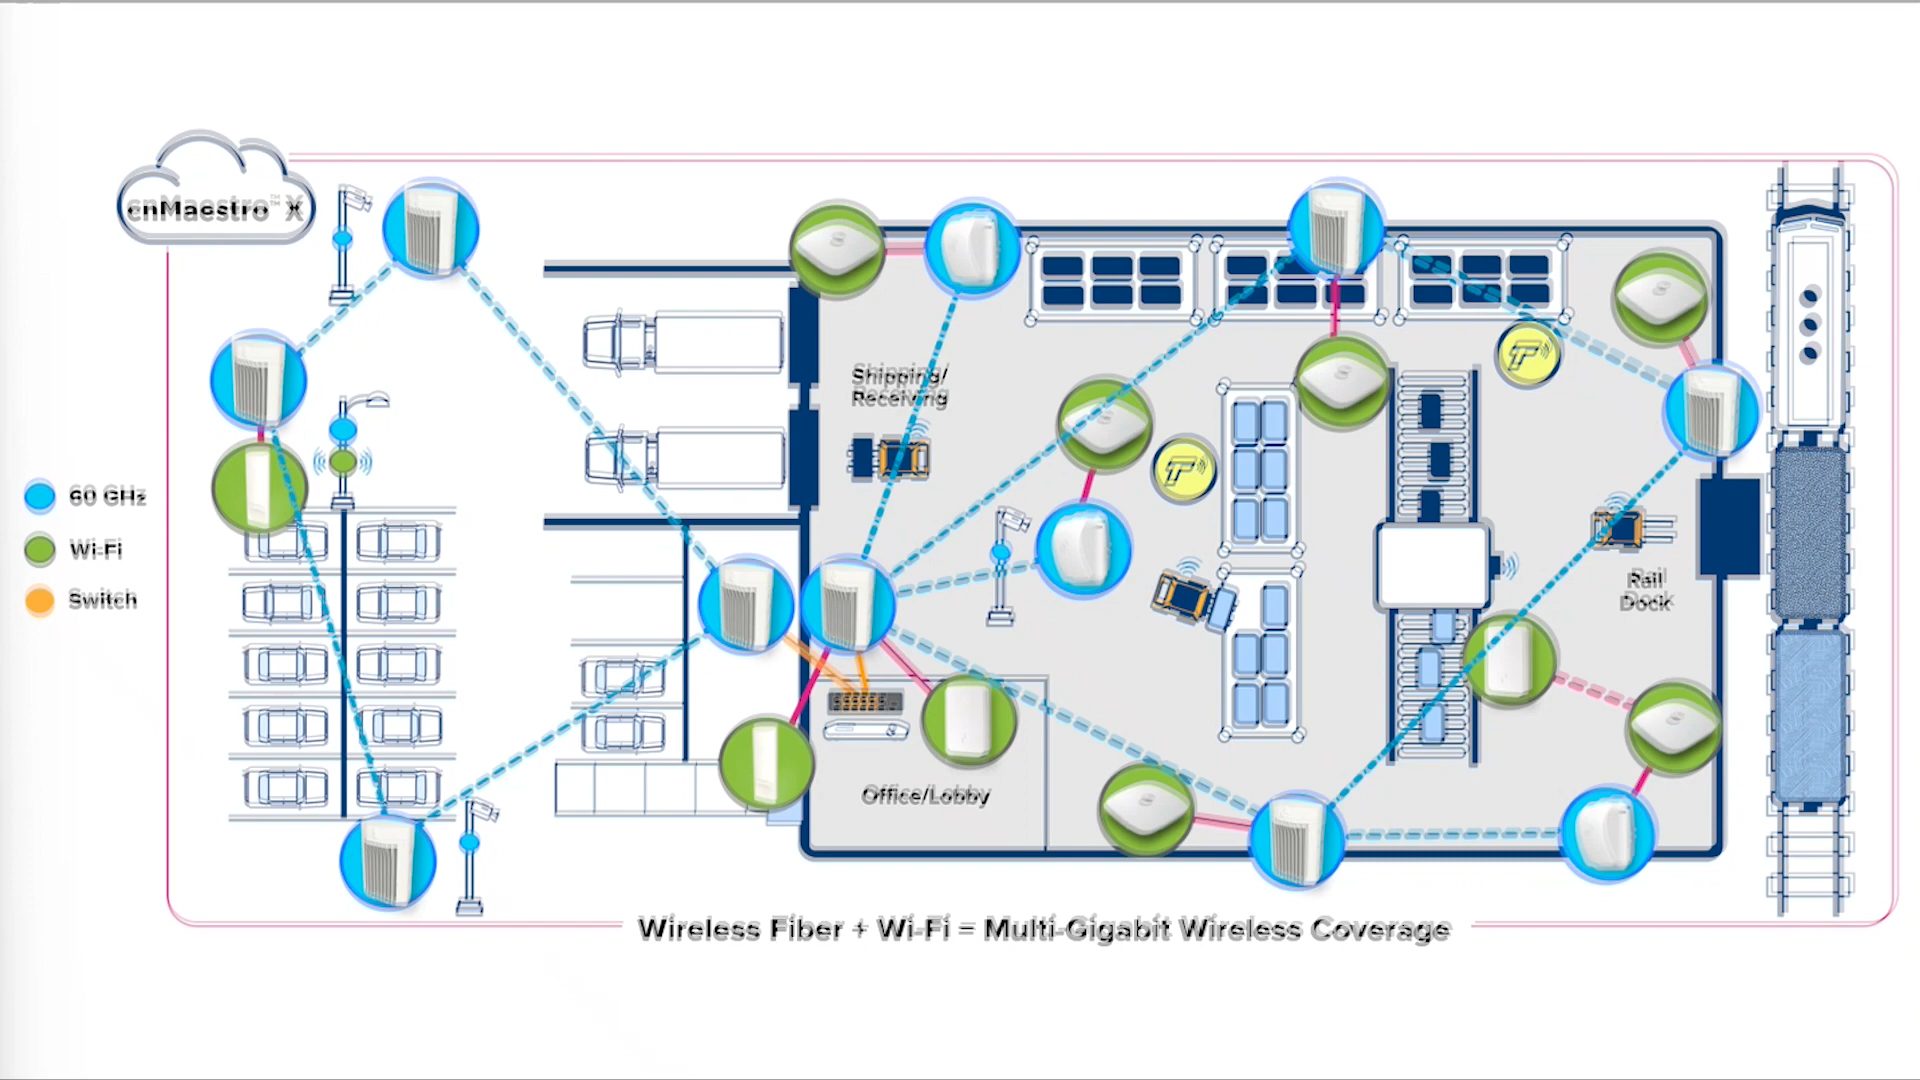 cnMaestro™ X
Shipping/
Receiving
60 GHz
Wi-Fi
Switch
Rail
Dock
Office/Lobby
Wireless Fiber + Wi-Fi = Multi-Gigabit Wireless Coverage